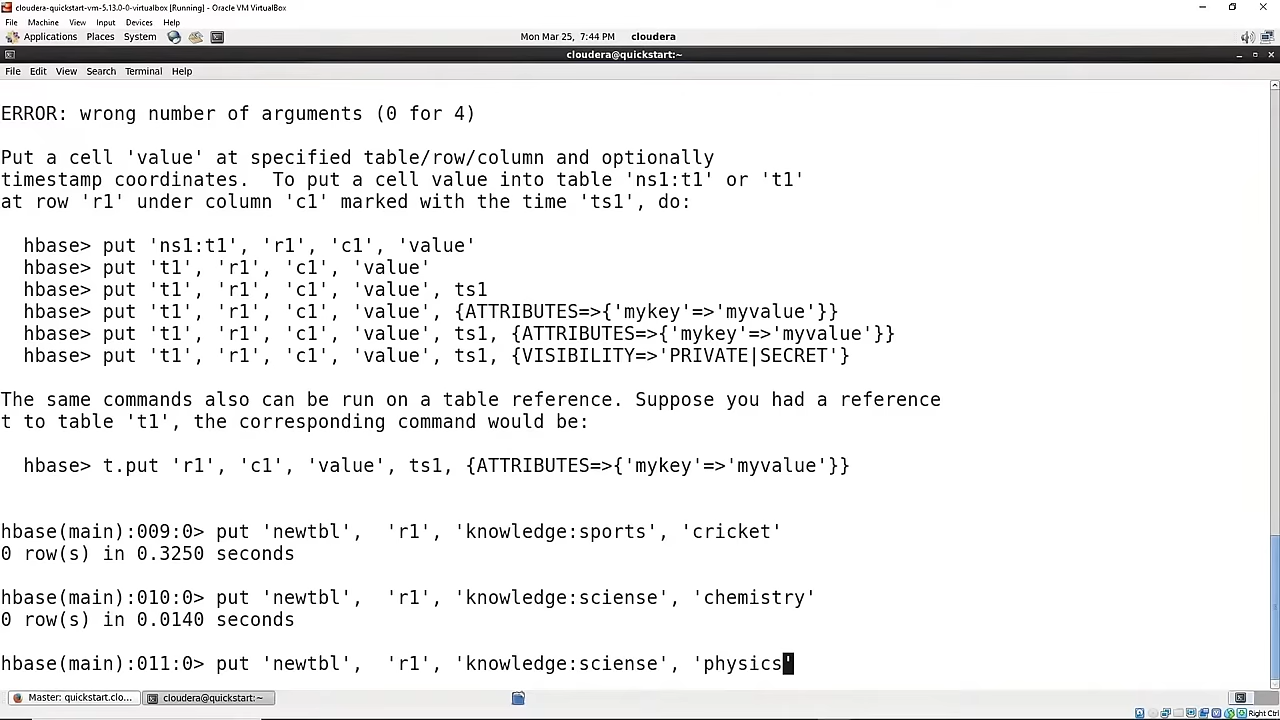 cloudera-quickstart-vm-5.13.0-0-virtualbox [Running] - Oracle VM VirtualBox
File Machine View Input Devices Help
Applications Places System Mon Mar 25, 7:44 PM cloudera
cloudera@quickstart:~
File Edit View Search Terminal Help
ERROR: wrong number of arguments (0 for 4)
Put a cell 'value' at specified table/row/column and optionally
timestamp coordinates.  To put a cell value into table 'ns1:t1' or 't1'
at row 'r1' under column 'c1' marked with the time 'ts1', do:
hbase> put 'ns1:t1', 'r1', 'c1', 'value'
hbase> put 't1', 'r1', 'c1', 'value'
hbase> put 't1', 'r1', 'c1', 'value', ts1
hbase> put 't1', 'r1', 'c1', 'value', {ATTRIBUTES=>{'mykey'=>'myvalue'}}
hbase> put 't1', 'r1', 'c1', 'value', ts1, {ATTRIBUTES=>{'mykey'=>'myvalue'}}
hbase> put 't1', 'r1', 'c1', 'value', ts1, {VISIBILITY=>'PRIVATE|SECRET'}
The same commands also can be run on a table reference. Suppose you had a reference
t to table 't1', the corresponding command would be:
hbase> t.put 'r1', 'c1', 'value', ts1, {ATTRIBUTES=>{'mykey'=>'myvalue'}}
hbase(main):009:0> put 'newtbl',  'r1', 'knowledge:sports', 'cricket'
0 row(s) in 0.3250 seconds
hbase(main):010:0> put 'newtbl',  'r1', 'knowledge:sciense', 'chemistry'
0 row(s) in 0.0140 seconds
hbase(main):011:0> put 'newtbl',  'r1', 'knowledge:sciense', 'physics'
Master: quickstart.clo... cloudera@quickstart:~
Right Ctrl